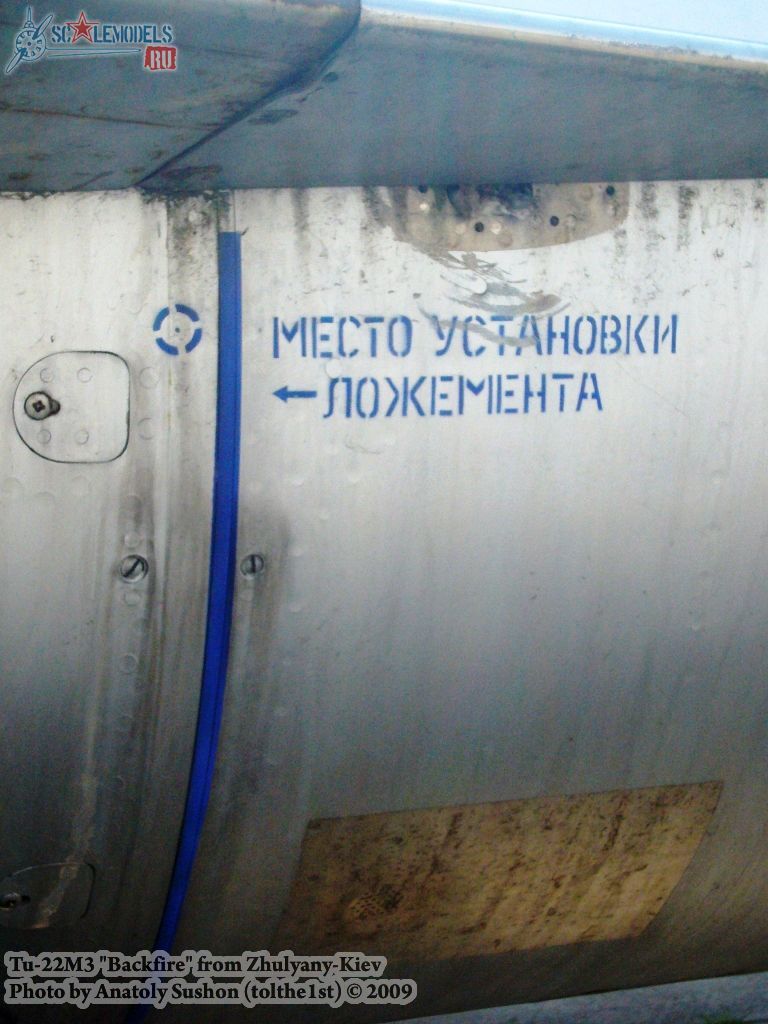 SCALEMODELS
RU
МЕСТО УСТАНОВКИ
←ЛОЖЕМЕНТА
Tu-22M3 "Backfire" from Zhulyany-Kiev
Photo by Anatoly Sushon (tolthe1st) © 2009